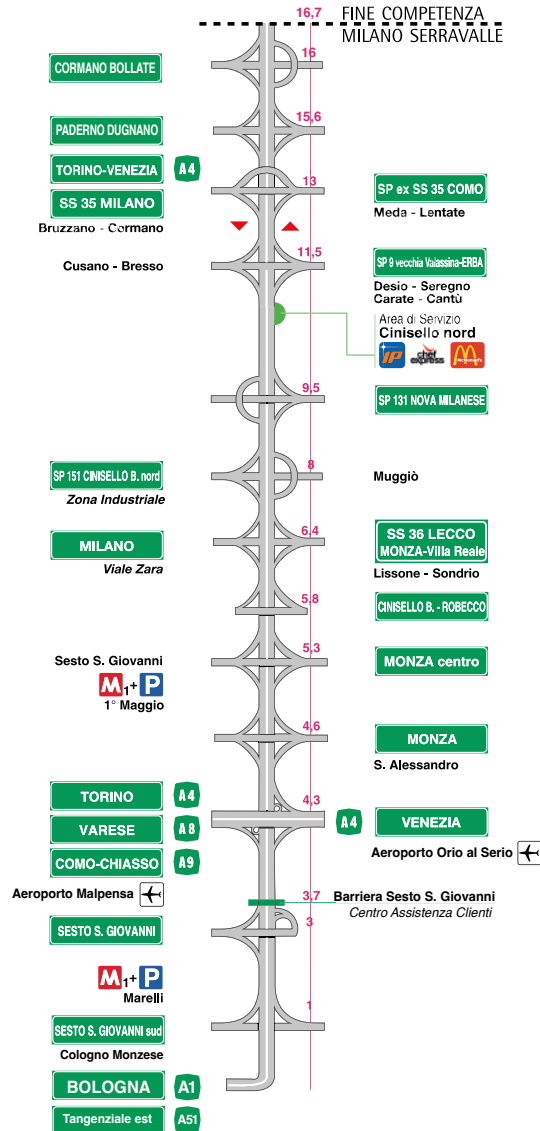 16,7 FINE COMPETENZA
MILANO SERRAVALLE
16
CORMANO BOLLATE
15,6
PADERNO DUGNANO
TORINO-VENEZIA A4
13
SS 35 MILANO
Bruzzano - Cormano
SP ex SS 35 COMO
Meda - Lentate
11,5
Cusano - Bresso
SP 9 vecchia Valassina-ERBA
Desio - Seregno
Carate - Cantù
Area di Servizio
Cinisello nord
IP
chef
express
McDonald's
9,5
SP 131 NOVA MILANESE
8
SP 151 CINISELLO B. nord
Zona Industriale
Muggiò
6,4
MILANO
Viale Zara
SS 36 LECCO
MONZA-Villa Reale
Lissone - Sondrio
5,8
CINISELLO B. - ROBECCO
5,3
Sesto S. Giovanni
M1+P
1° Maggio
MONZA centro
4,6
MONZA
S. Alessandro
4,3
TORINO A4
VARESE A8
COMO-CHIASSO A9
Aeroporto Malpensa
A4 VENEZIA
Aeroporto Orio al Serio
3,7
Barriera Sesto S. Giovanni
Centro Assistenza Clienti
3
SESTO S. GIOVANNI
M1+P
Marelli
1
SESTO S. GIOVANNI sud
Cologno Monzese
BOLOGNA A1
Tangenziale est A51